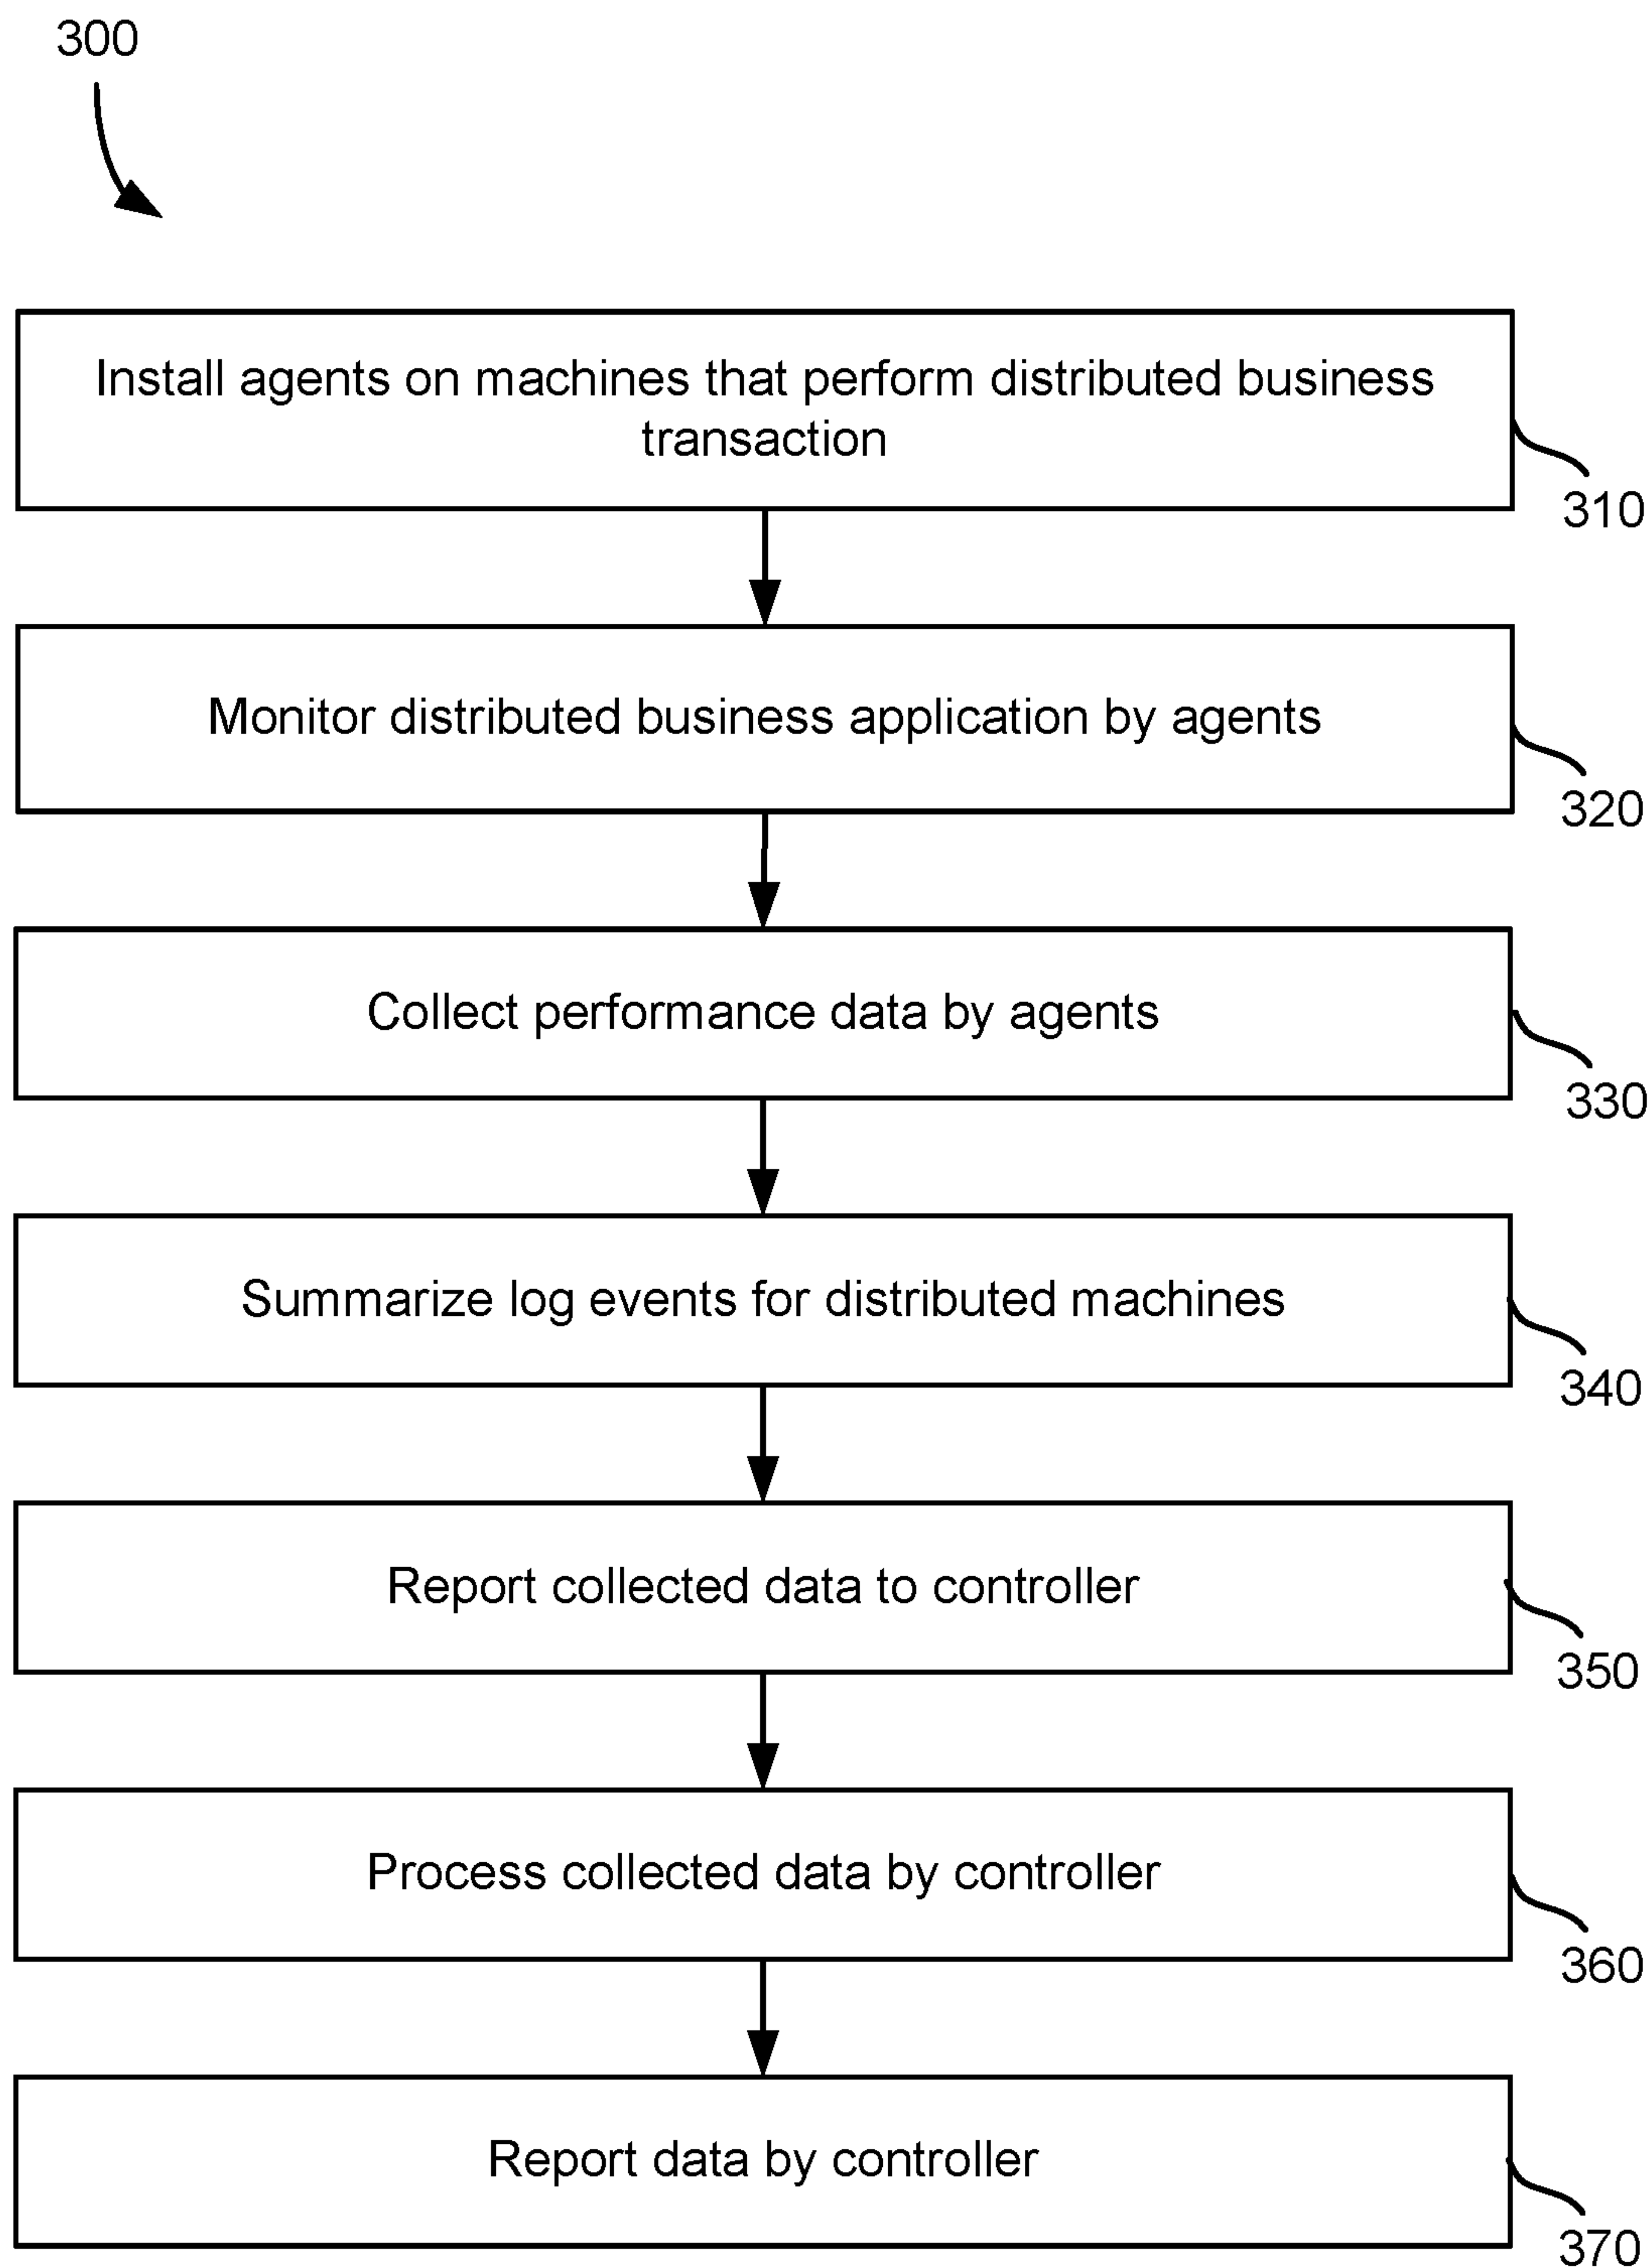 300
Install agents on machines that perform distributed business
transaction
310
Monitor distributed business application by agents
320
Collect performance data by agents
330
Summarize log events for distributed machines
340
Report collected data to controller
350
Process collected data by controller
360
Report data by controller
370